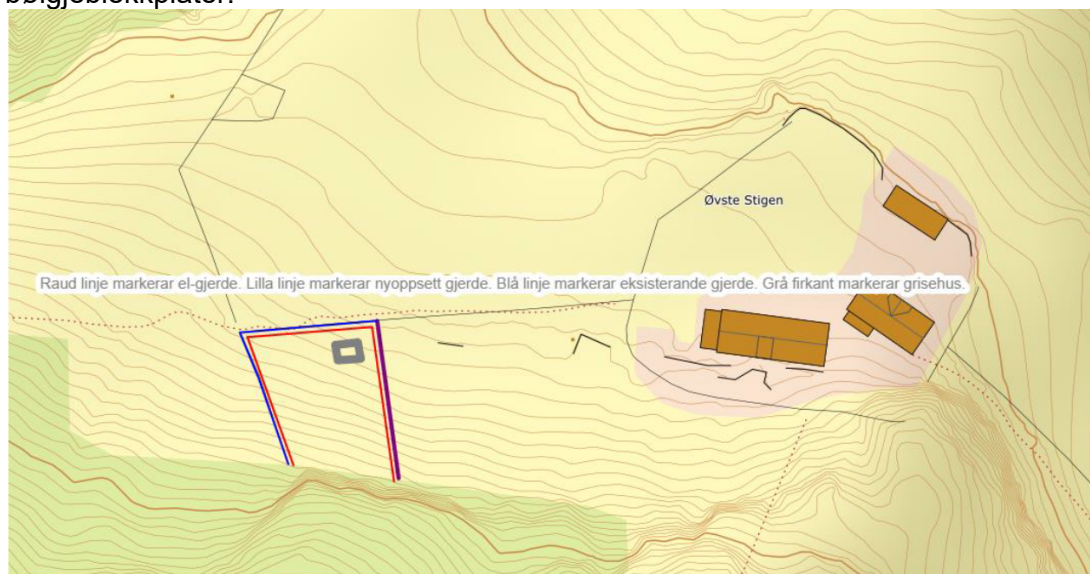 bølgjeblekkplater.
Øvste Stigen
Raud linje markerar el-gjerde. Lilla linje markerar nyoppsett gjerde. Blå linje markerar eksisterande gjerde. Grå firkant markerar grisehus.